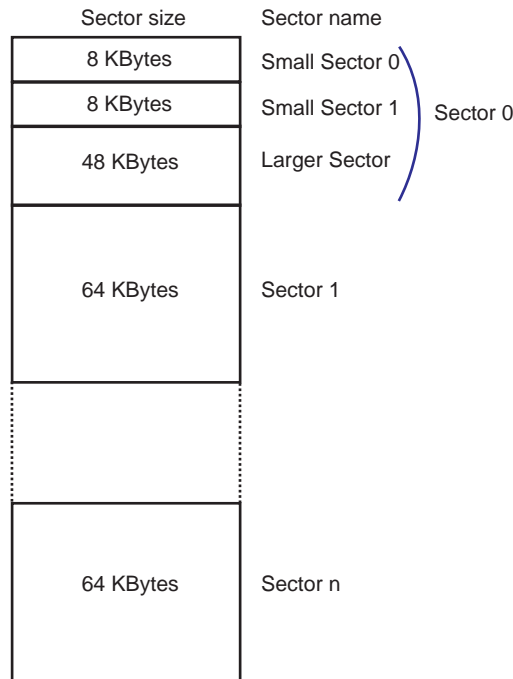 Sector size Sector name
8 KBytes Small Sector 0
8 KBytes Small Sector 1 Sector 0
48 KBytes Larger Sector
64 KBytes Sector 1
64 KBytes Sector n